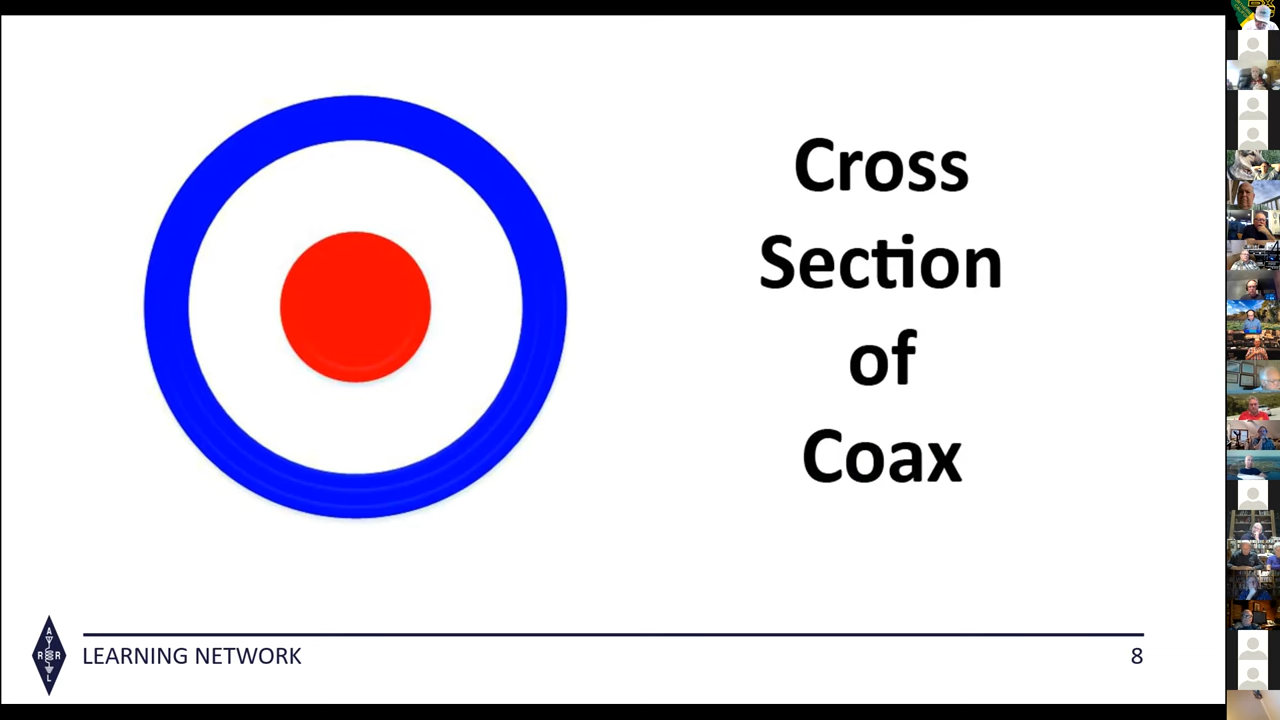 Cross
Section
of
Coax
A
R R
L
LEARNING NETWORK
8